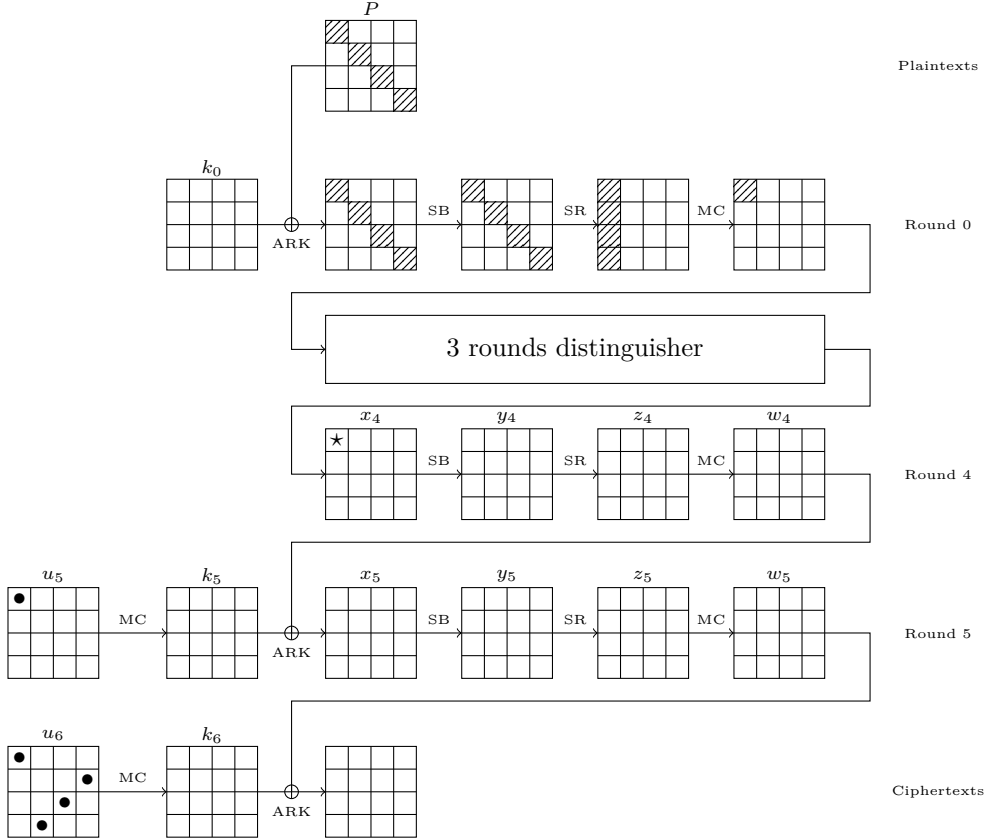 P
Plaintexts
k₀
SB SR MC Round 0
ARK
3 rounds distinguisher
x₄ y₄ z₄ w₄
⋆ SB SR MC Round 4
u₅ k₅ x₅ y₅ z₅ w₅
MC SB SR MC Round 5
ARK
u₆ k₆
MC Ciphertexts
ARK